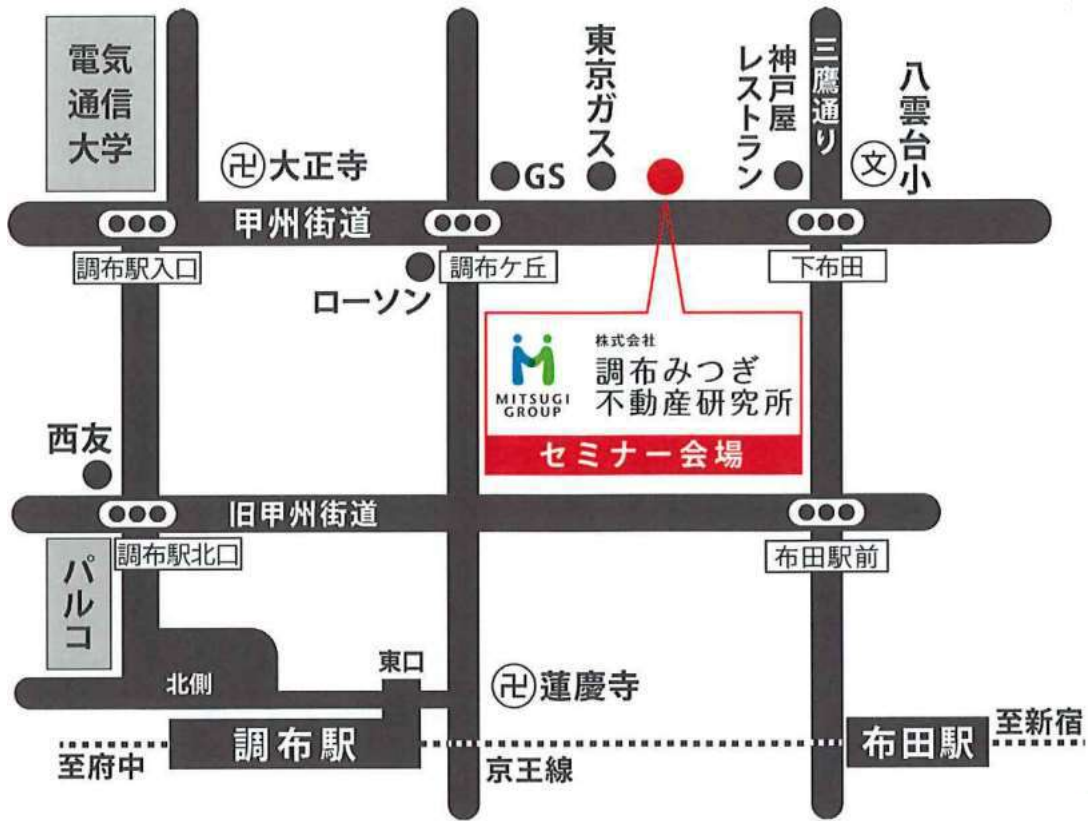 電気
通信
大学
卍大正寺
GS
東京ガス
神戸屋
レストラン
三鷹通り
文
八雲台小
甲州街道
調布駅入口
調布ケ丘
下布田
ローソン
MITSUGI
GROUP
株式会社
調布みつぎ
不動産研究所
セミナー会場
西友
旧甲州街道
調布駅北口
布田駅前
パルコ
北側
東口
卍蓮慶寺
調布駅
布田駅
至新宿
至府中
京王線